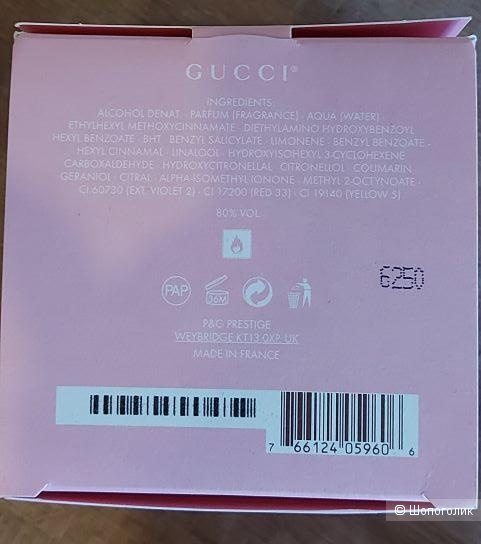 GUCCI®
INGREDIENTS:
ALCOHOL DENAT. · PARFUM (FRAGRANCE) · AQUA (WATER)
ETHYLHEXYL METHOXYCINNAMATE · DIETHYLAMINO HYDROXYBENZOYL
HEXYL BENZOATE · BHT · BENZYL SALICYLATE · LIMONENE · BENZYL BENZOATE ·
HEXYL CINNAMAL · LINALOOL · HYDROXYISOHEXYL 3-CYCLOHEXENE
CARBOXALDEHYDE · HYDROXYCITRONELLAL · CITRONELLOL · COUMARIN
GERANIOL · CITRAL · ALPHA-ISOMETHYL IONONE · METHYL 2-OCTYNOATE ·
CI 60730 (EXT. VIOLET 2) · CI 17200 (RED 33) · CI 19140 (YELLOW 5)
80% VOL.
6250
PAP
36M
P&G PRESTIGE
WEYBRIDGE KT13 0XP, UK
MADE IN FRANCE
7 66124 05960 6
© Шопоголик